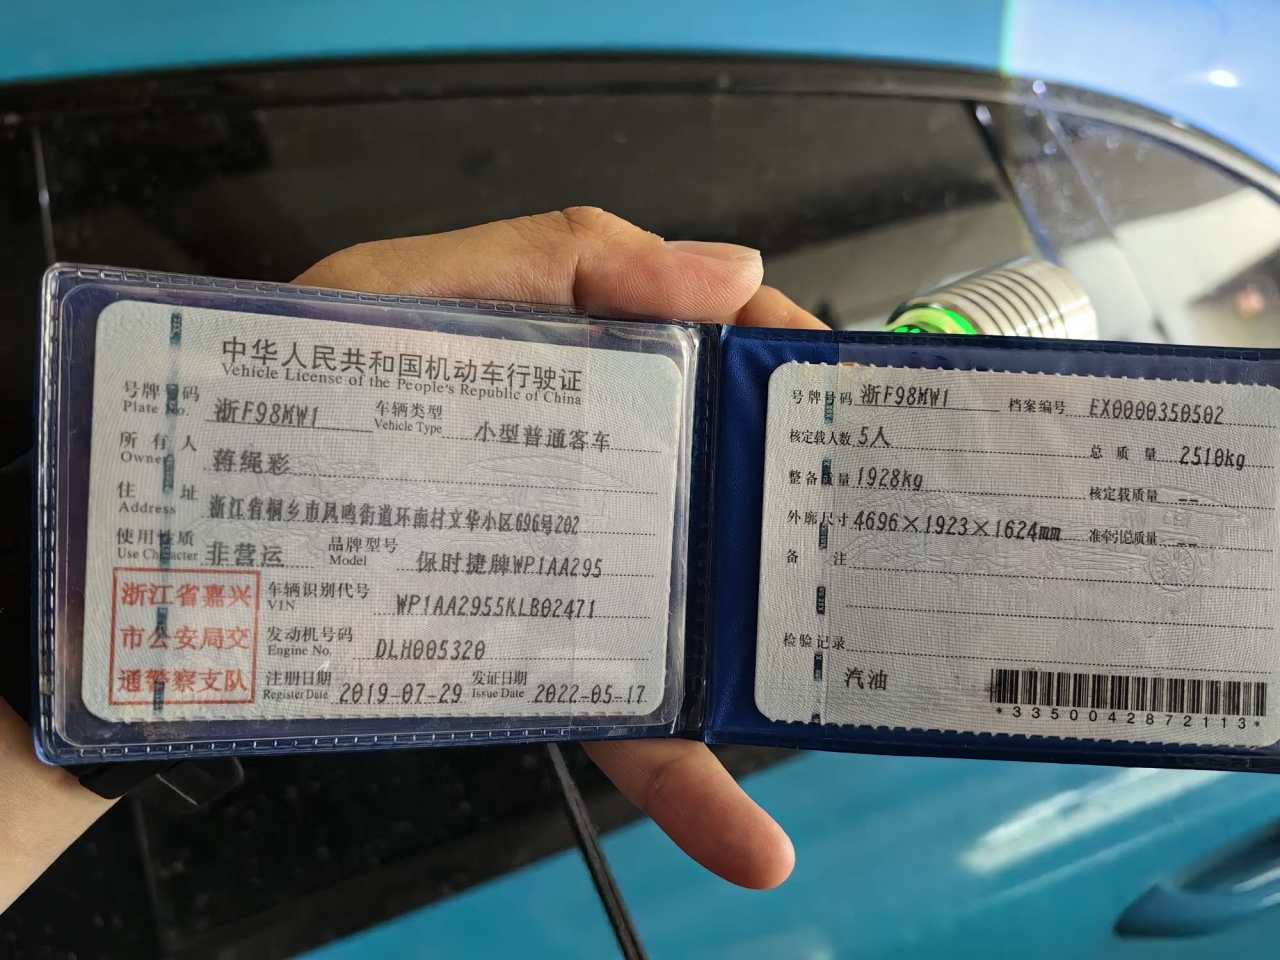 中华人民共和国机动车行驶证
Vehicle License of the People's Republic of China
号牌号码 浙F98MW1 车辆类型 小型普通客车
Plate No. Vehicle Type
所有人 蒋绳彩
Owner
住址 浙江省桐乡市凤鸣街道环南村文华小区696号202
Address
使用性质 非营运 品牌型号 保时捷牌WP1AA295
Use Character Model
浙江省嘉兴
市公安局交
通警察支队
车辆识别代号 WP1AA2955KLB02471
VIN
发动机号码 DLH005320
Engine No.
注册日期 2019-07-29 发证日期 2022-05-17
Register Date Issue Date
号牌号码 浙F98MW1 档案编号 EX0000350502
核定载人数 5人 总质量 2510kg
整备质量 1928kg 核定载质量 --
外廓尺寸 4696×1923×1624mm 准牵引总质量 --
备注
检验记录
汽油
*3350042872113*